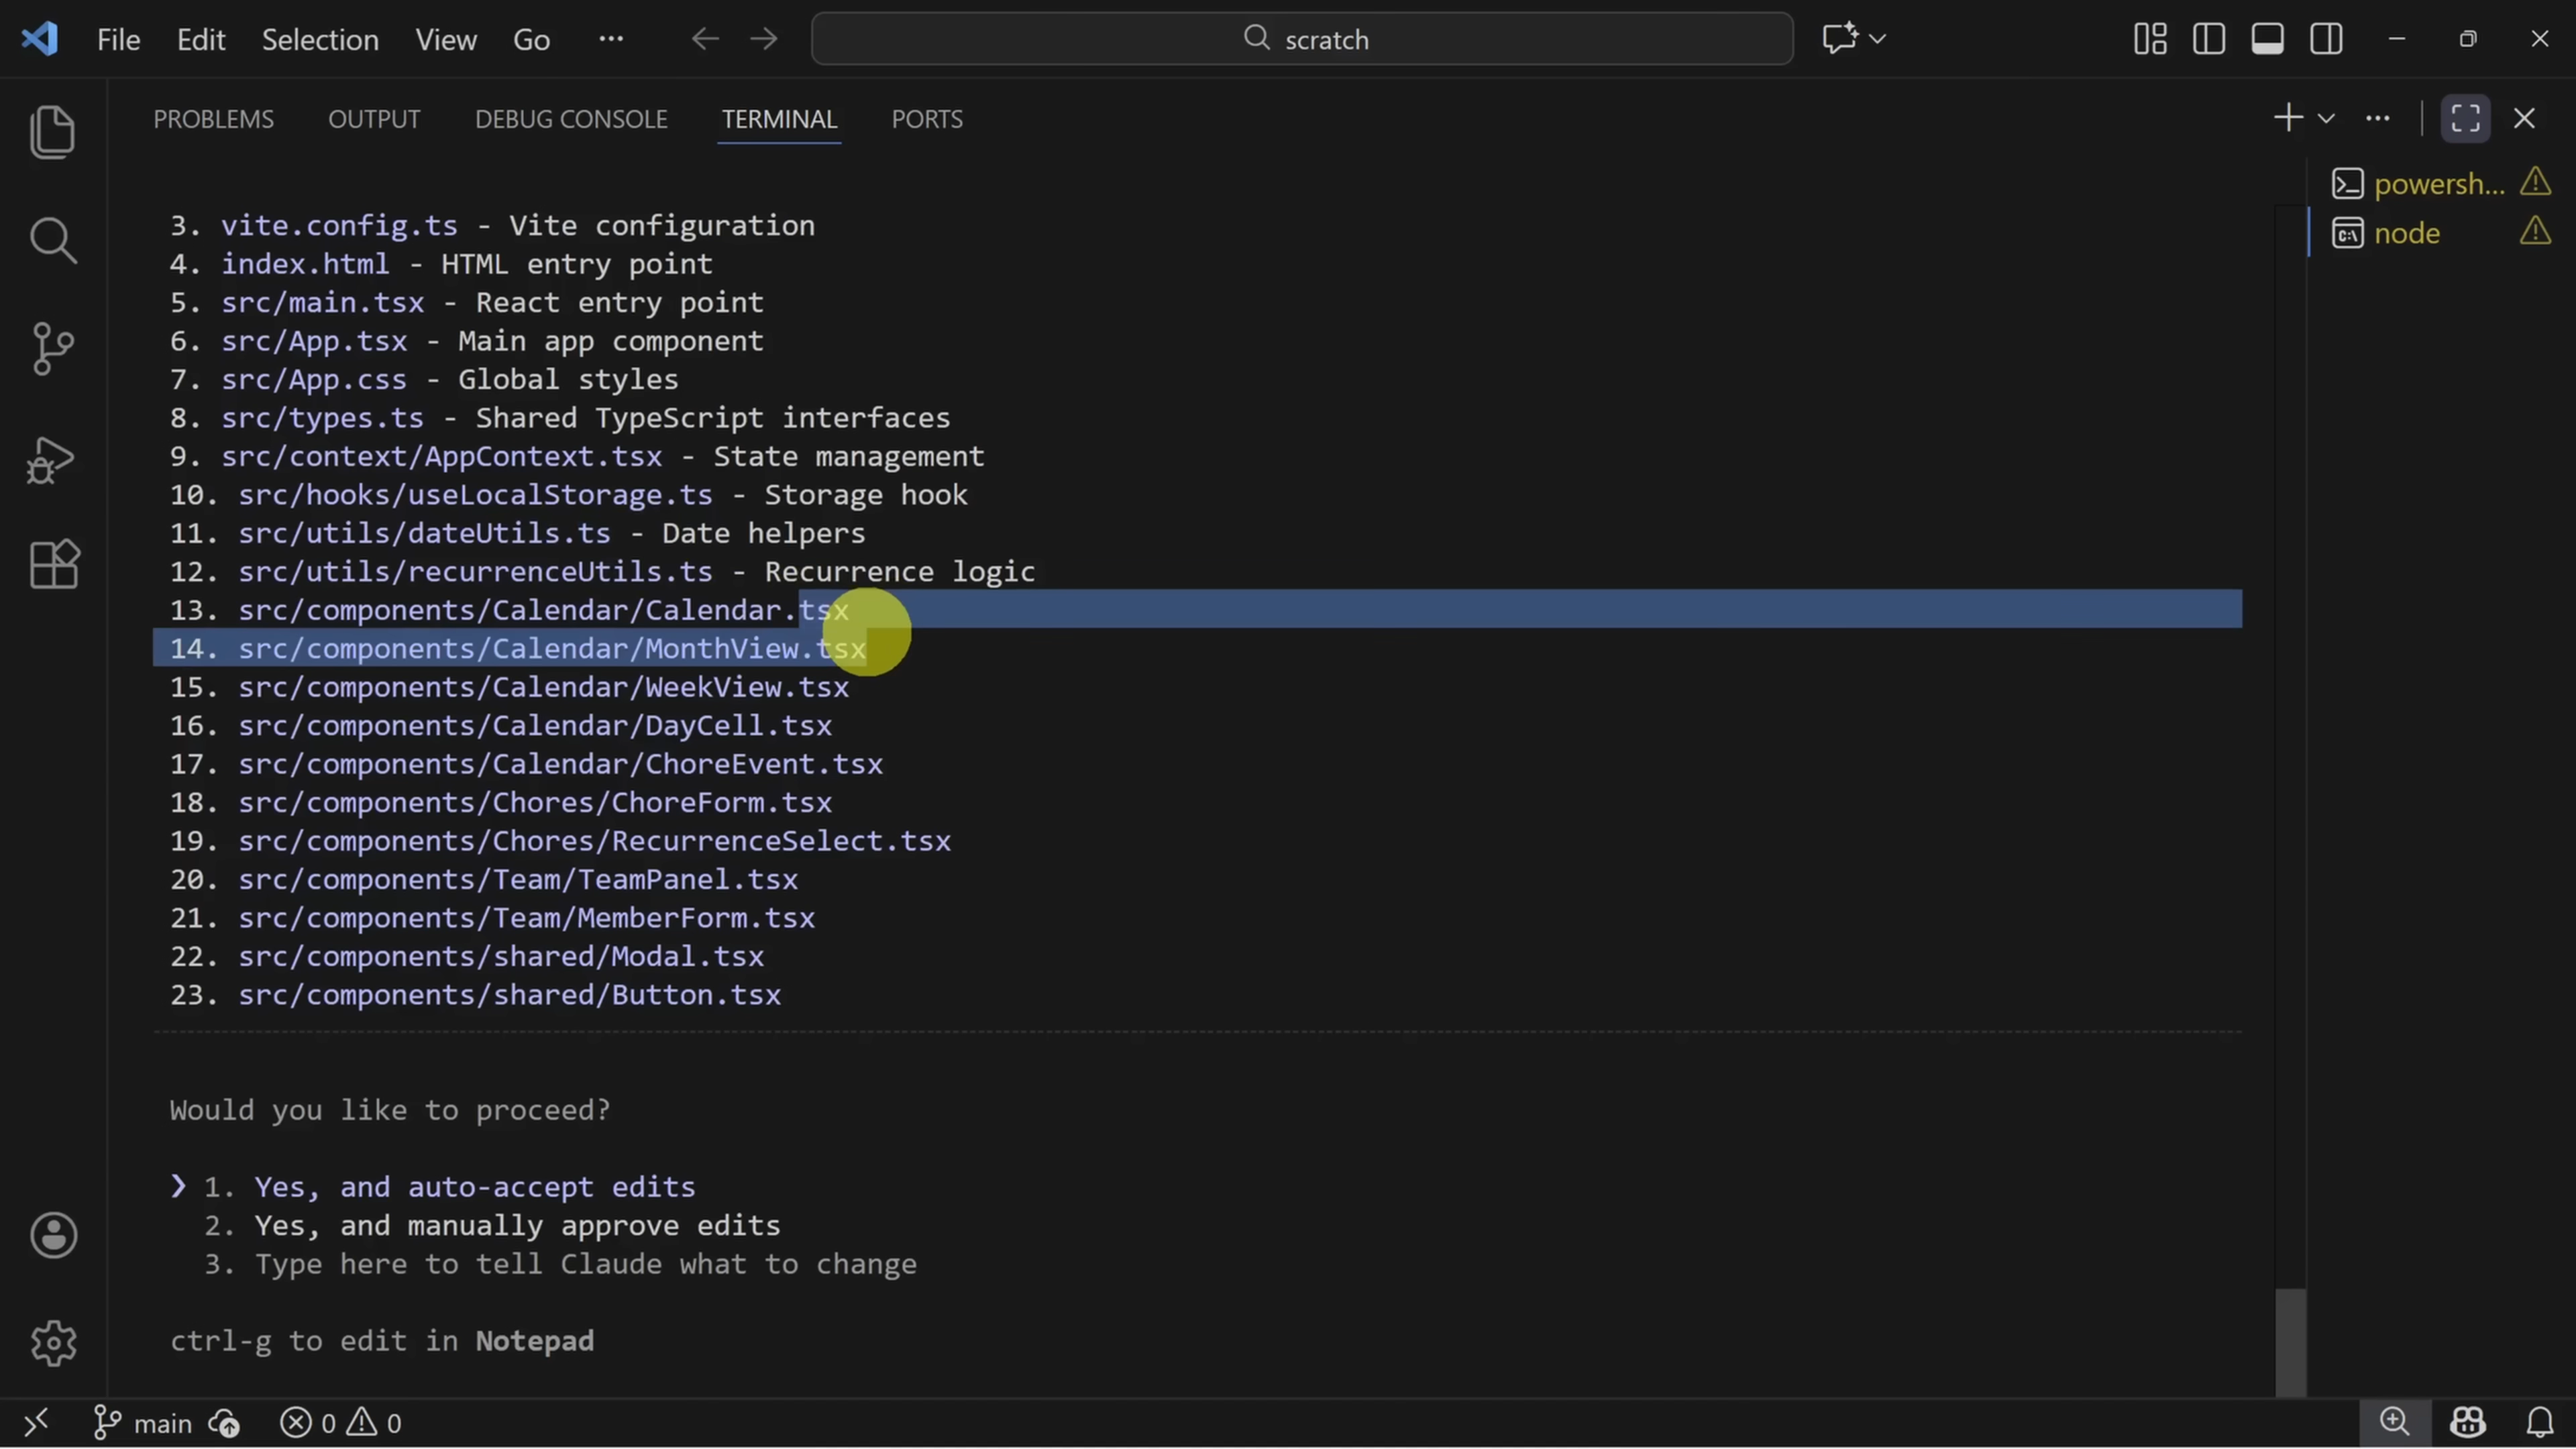 File Edit Selection View Go ··· scratch
PROBLEMS OUTPUT DEBUG CONSOLE TERMINAL PORTS
powersh...
node
3. vite.config.ts - Vite configuration
4. index.html - HTML entry point
5. src/main.tsx - React entry point
6. src/App.tsx - Main app component
7. src/App.css - Global styles
8. src/types.ts - Shared TypeScript interfaces
9. src/context/AppContext.tsx - State management
10. src/hooks/useLocalStorage.ts - Storage hook
11. src/utils/dateUtils.ts - Date helpers
12. src/utils/recurrenceUtils.ts - Recurrence logic
13. src/components/Calendar/Calendar.tsx
14. src/components/Calendar/MonthView.tsx
15. src/components/Calendar/WeekView.tsx
16. src/components/Calendar/DayCell.tsx
17. src/components/Calendar/ChoreEvent.tsx
18. src/components/Chores/ChoreForm.tsx
19. src/components/Chores/RecurrenceSelect.tsx
20. src/components/Team/TeamPanel.tsx
21. src/components/Team/MemberForm.tsx
22. src/components/shared/Modal.tsx
23. src/components/shared/Button.tsx
Would you like to proceed?
❯ 1. Yes, and auto-accept edits
2. Yes, and manually approve edits
3. Type here to tell Claude what to change
ctrl-g to edit in Notepad
main 0 0